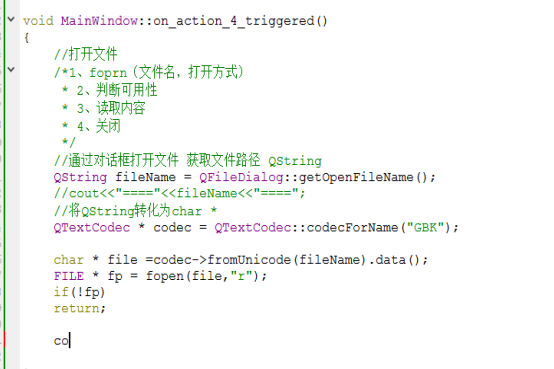 void MainWindow::on_action_4_triggered()
{
//打开文件
/*1、foprn（文件名，打开方式）
* 2、判断可用性
* 3、读取内容
* 4、关闭
*/
//通过对话框打开文件 获取文件路径 QString
QString fileName = QFileDialog::getOpenFileName();
//cout<<"===="<<fileName<<"====";
//将QString转化为char *
QTextCodec * codec = QTextCodec::codecForName("GBK");
char * file =codec->fromUnicode(fileName).data();
FILE * fp = fopen(file,"r");
if(!fp)
return;
co